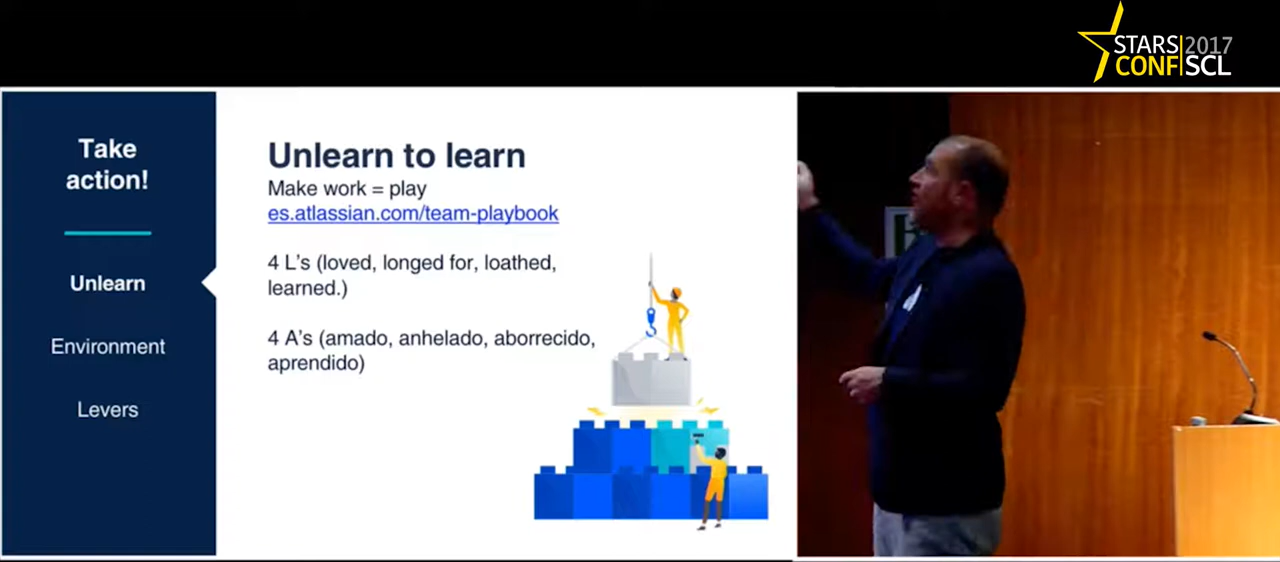 STARS 2017
CONF SCL
Take
action!
Unlearn
Environment
Levers
Unlearn to learn
Make work = play
es.atlassian.com/team-playbook
4 L's (loved, longed for, loathed,
learned.)
4 A's (amado, anhelado, aborrecido,
aprendido)